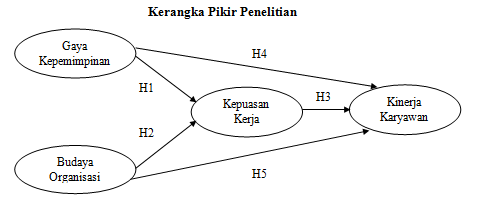 Kerangka Pikir Penelitian
Gaya
Kepemimpinan
H4
H1
Kepuasan
Kerja
H3
Kinerja
Karyawan
H2
Budaya
Organisasi
H5